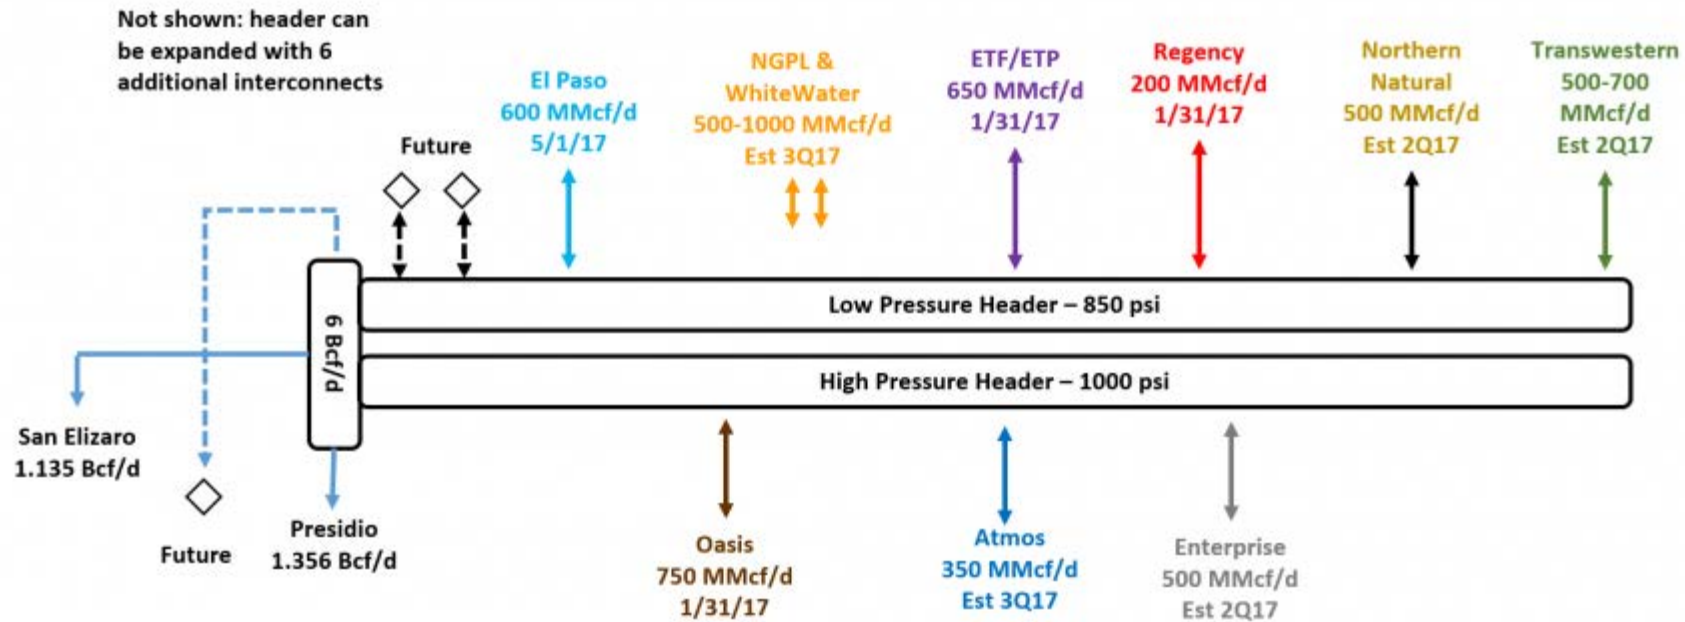 Not shown: header can
be expanded with 6
additional interconnects
Future
El Paso
600 MMcf/d
5/1/17
NGPL &
WhiteWater
500-1000 MMcf/d
Est 3Q17
ETF/ETP
650 MMcf/d
1/31/17
Regency
200 MMcf/d
1/31/17
Northern
Natural
500 MMcf/d
Est 2Q17
Transwestern
500-700
MMcf/d
Est 2Q17
6 Bcf/d
Low Pressure Header – 850 psi
High Pressure Header – 1000 psi
San Elizaro
1.135 Bcf/d
Future
Presidio
1.356 Bcf/d
Oasis
750 MMcf/d
1/31/17
Atmos
350 MMcf/d
Est 3Q17
Enterprise
500 MMcf/d
Est 2Q17